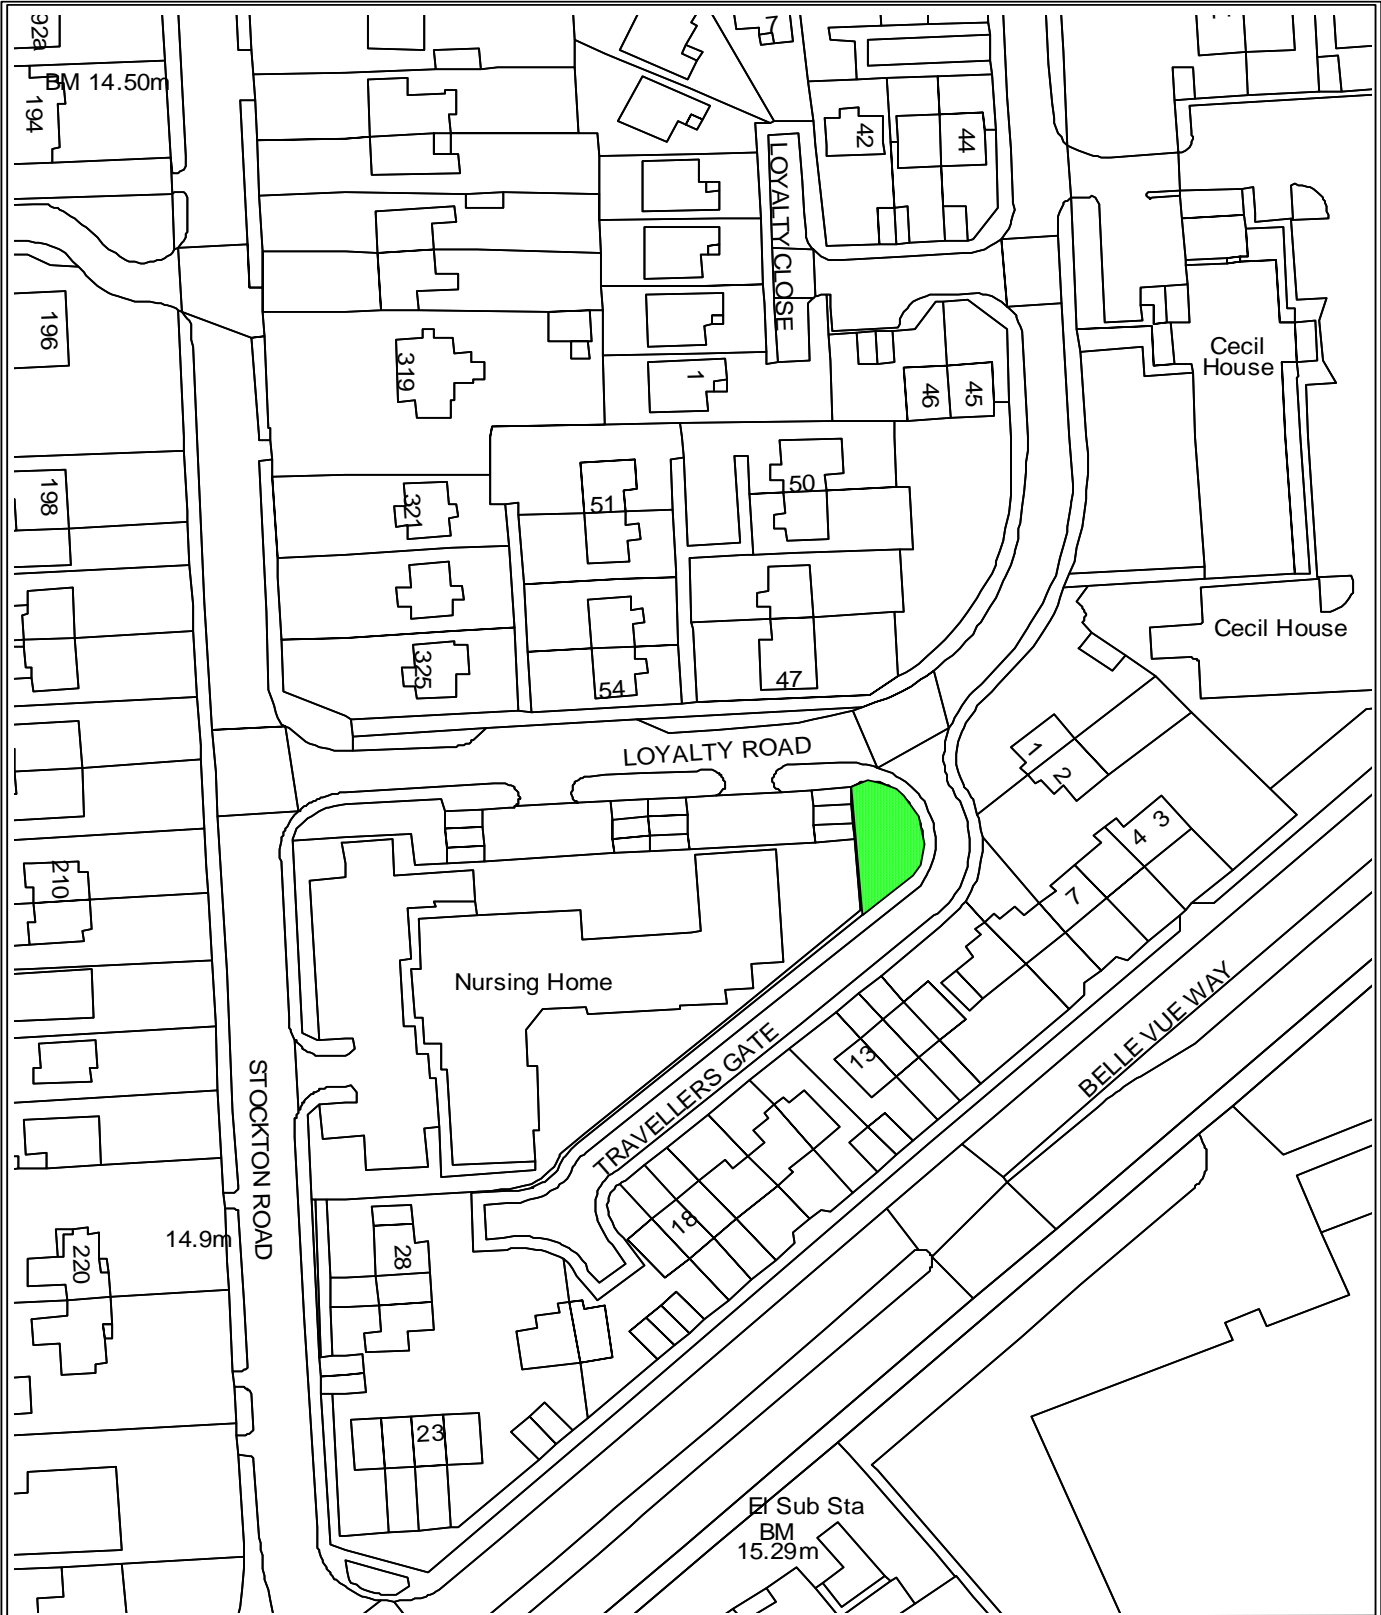 92a
BM 14.50m
194
7
42
44
LOYALTY CLOSE
196
319
1
Cecil
House
46
45
198
321
51
50
Cecil House
325
54
47
LOYALTY ROAD
1
2
3
4
7
210
Nursing Home
BELLE VUE WAY
TRAVELLERS GATE
13
STOCKTON ROAD
14.9m
18
28
220
23
El Sub Sta
BM
15.29m